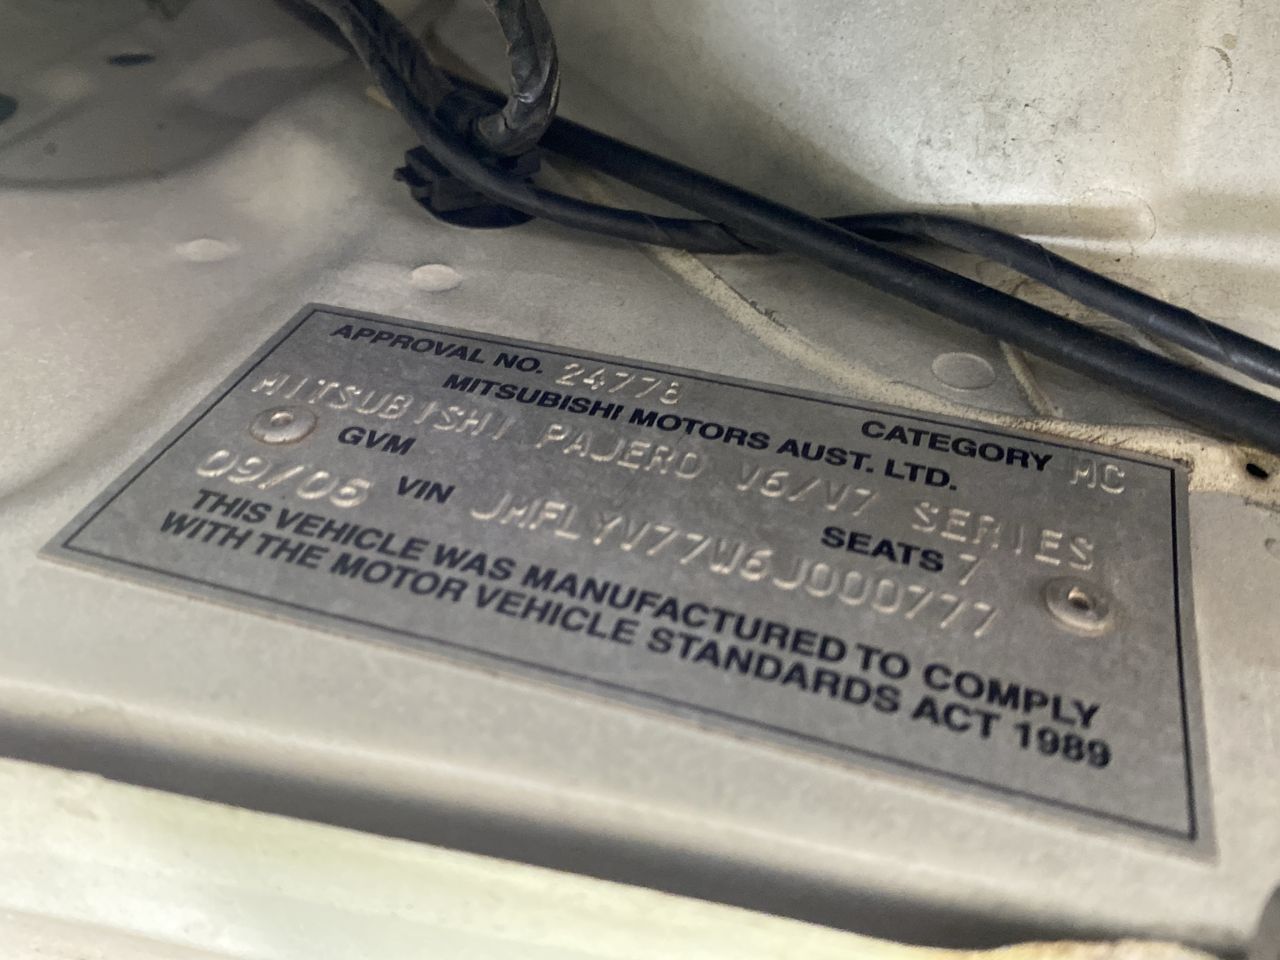 APPROVAL NO. 24778 CATEGORY MC
MITSUBISHI MOTORS AUST. LTD.
MITSUBISHI PAJERO V6/V7 SERIES
GVM SEATS 7
09/05 VIN JMFLYV77W6J000777
THIS VEHICLE WAS MANUFACTURED TO COMPLY
WITH THE MOTOR VEHICLE STANDARDS ACT 1989